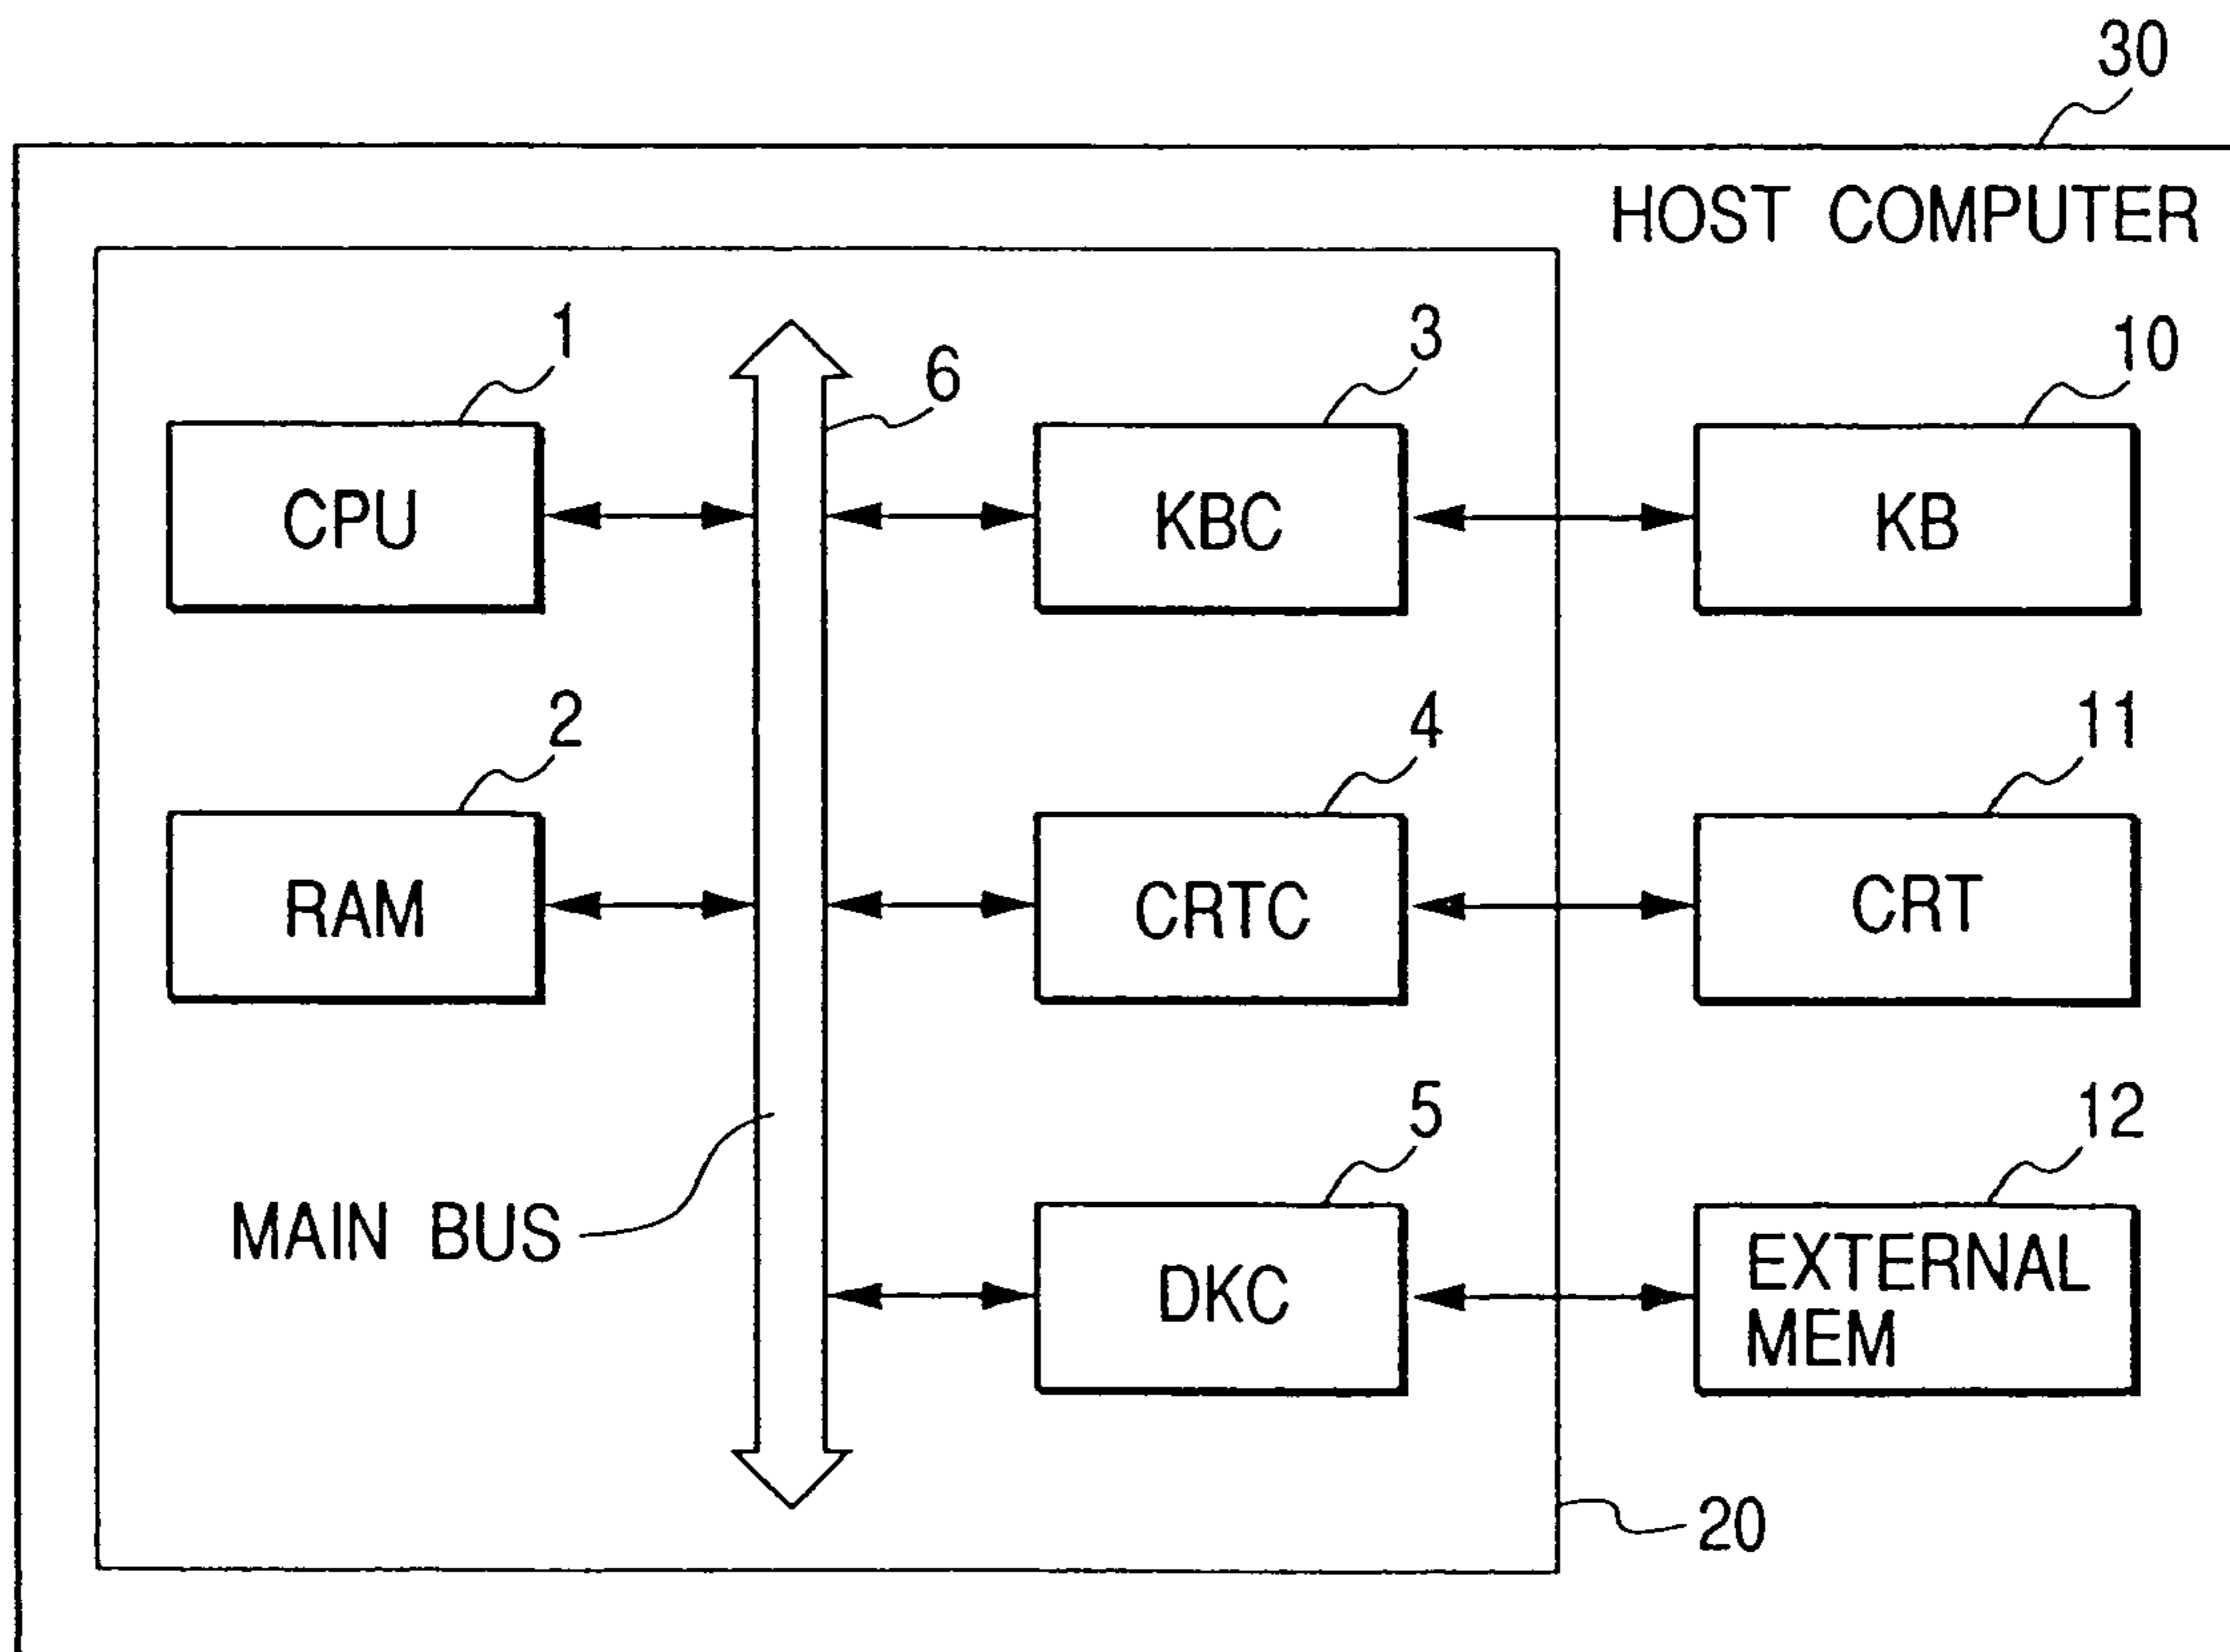 30
HOST COMPUTER
1
6
3
10
CPU
KBC
KB
2
4
11
RAM
CRTC
CRT
5
12
MAIN BUS
DKC
EXTERNAL
MEM
20